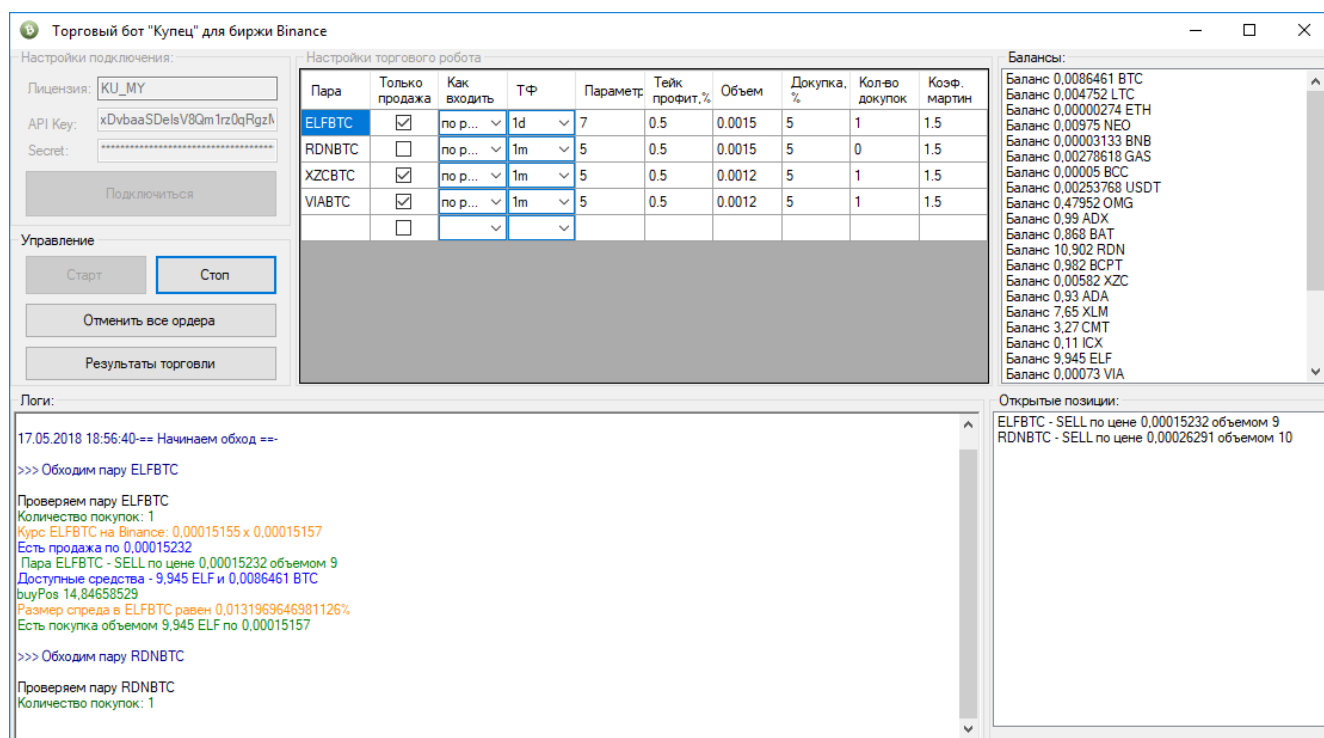 Торговый бот "Купец" для биржи Binance
Настройки подключения:
Лицензия: KU_MY
API Key: xDvbaaSDelsV8Qm1rz0qRgz
Secret: **************************************
Подключиться
Управление
Старт Стоп
Отменить все ордера
Результаты торговли
Настройки торгового робота
Пара Только продажа Как входить ТФ Параметр Тейк профит,% Объем Докупка, % Кол-во докупок Коэф. мартин
ELFBTC по р... 1d 7 0.5 0.0015 5 1 1.5
RDNBTC по р... 1m 5 0.5 0.0015 5 0 1.5
XZCBTC по р... 1m 5 0.5 0.0012 5 1 1.5
VIABTC по р... 1m 5 0.5 0.0012 5 1 1.5
Балансы:
Баланс 0,0086461 BTC
Баланс 0,004752 LTC
Баланс 0,00000274 ETH
Баланс 0,00975 NEO
Баланс 0,00003133 BNB
Баланс 0,00278618 GAS
Баланс 0,00005 BCC
Баланс 0,00253768 USDT
Баланс 0,47952 OMG
Баланс 0,99 ADX
Баланс 0,868 BAT
Баланс 10,902 RDN
Баланс 0,982 BCPT
Баланс 0,00582 XZC
Баланс 0,93 ADA
Баланс 7,65 XLM
Баланс 3,27 CMT
Баланс 0,11 ICX
Баланс 9,945 ELF
Баланс 0,00073 VIA
Логи:
17.05.2018 18:56:40-== Начинаем обход ==-
>>> Обходим пару ELFBTC
Проверяем пару ELFBTC
Количество покупок: 1
Курс ELFBTC на Binance: 0,00015155 x 0,00015157
Есть продажа по 0,00015232
Пара ELFBTC - SELL по цене 0,00015232 объемом 9
Доступные средства - 9,945 ELF и 0,0086461 BTC
buyPos 14,84658529
Размер спреда в ELFBTC равен 0,0131969646981126%
Есть покупка объемом 9,945 ELF по 0,00015157
>>> Обходим пару RDNBTC
Проверяем пару RDNBTC
Количество покупок: 1
Открытые позиции:
ELFBTC - SELL по цене 0,00015232 объемом 9
RDNBTC - SELL по цене 0,00026291 объемом 10